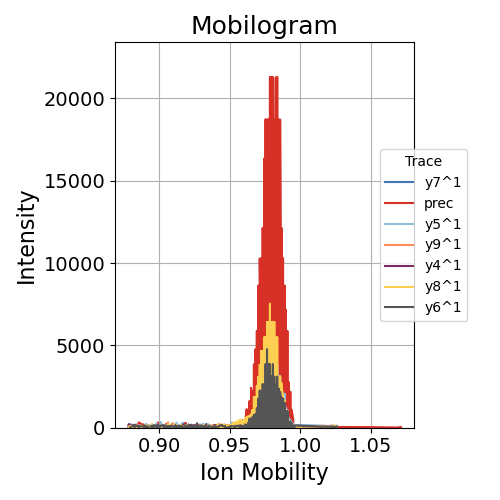 Mobilogram
Intensity
20000
15000
10000
5000
0
0.90 0.95 1.00 1.05
Ion Mobility
Trace
y7^1
prec
y5^1
y9^1
y4^1
y8^1
y6^1